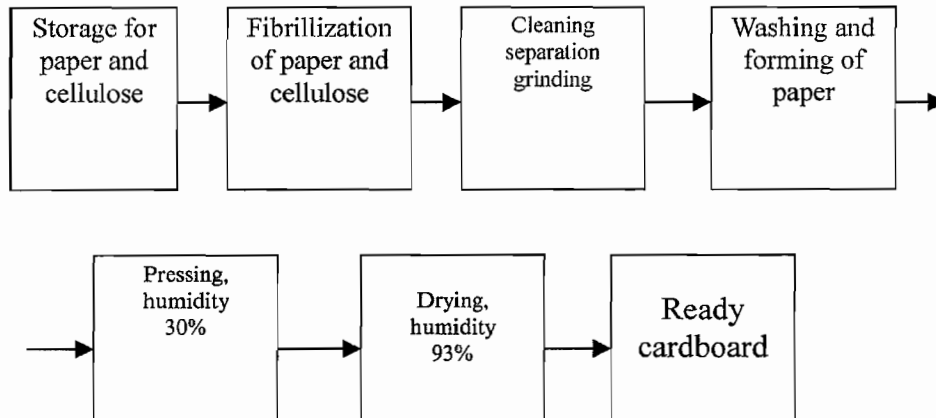 Storage for
paper and
cellulose
Fibrillization
of paper and
cellulose
Cleaning
separation
grinding
Washing and
forming of
paper
Pressing,
humidity
30%
Drying,
humidity
93%
Ready
cardboard